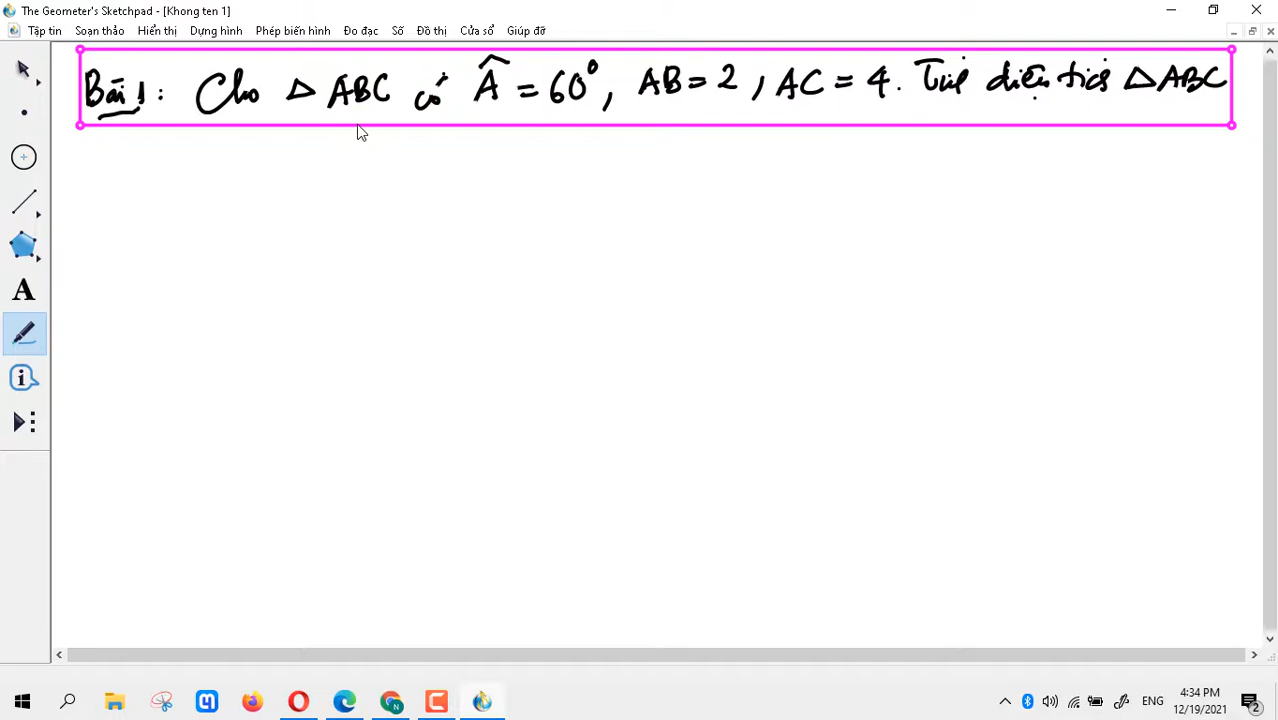 The Geometer's Sketchpad - [Khong ten 1]
Tập tin Soạn thảo Hiển thị Dựng hình Phép biến hình Đo đạc Số Đồ thị Cửa sổ Giúp đỡ
Bài 1: Cho △ ABC có Â = 60⁰, AB = 2, AC = 4. Tính diện tích △ABC
A
ENG
4:34 PM
12/19/2021
2